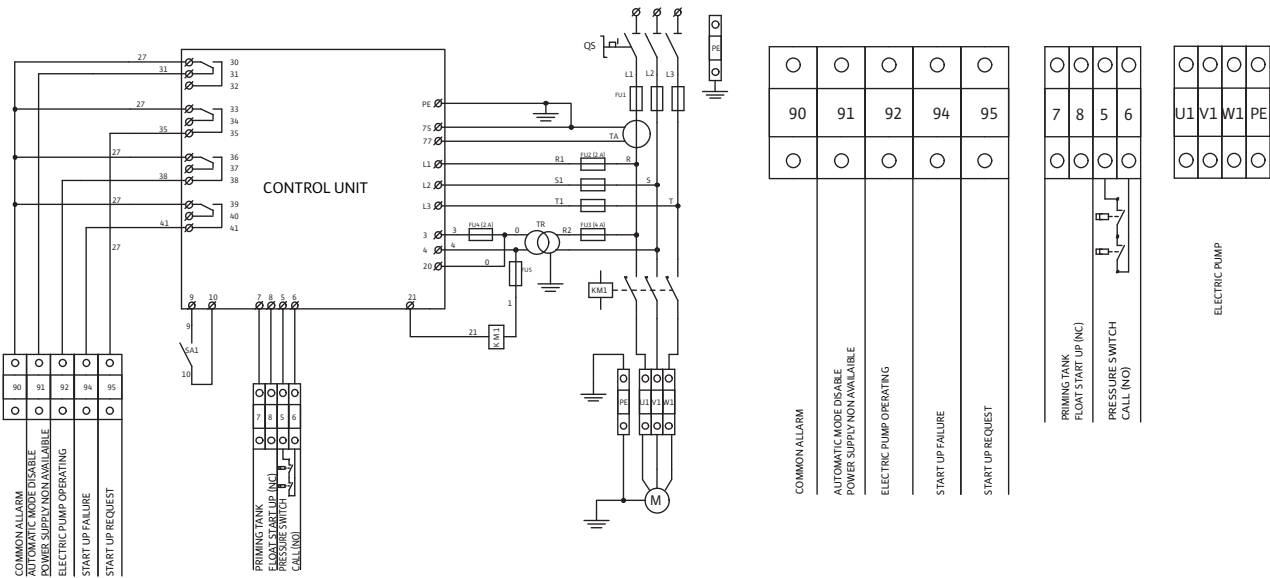 27
31
30
31
32
27
35
33
34
35
27
38
36
37
38
27
41
39
40
41
27
CONTROL UNIT
PE
75
77
L1
L2
L3
3
4
20
9
10
7
8
5
6
21
9
SA1
10
3
4
0
FU4 (2 A)
0
FU5
1
21
KM1
TR
R2
FU3 (4 A)
R1
FU2 (2 A)
R
S1
S
T1
T
TA
QS
L1
L2
L3
FU1
PE
KM1
PE
U1
V1
W1
M
90
91
92
94
95
COMMON ALLARM
AUTOMATIC MODE DISABLE
POWER SUPPLY NON AVAILAIBLE
ELECTRIC PUMP OPERATING
START UP FAILURE
START UP REQUEST
7
8
5
6
PRIMING TANK
FLOAT START UP (NC)
PRESSURE SWITCH
CALL (NO)
90
91
92
94
95
COMMON ALLARM
AUTOMATIC MODE DISABLE
POWER SUPPLY NON AVAILAIBLE
ELECTRIC PUMP OPERATING
START UP FAILURE
START UP REQUEST
7
8
5
6
PRIMING TANK
FLOAT START UP (NC)
PRESSURE SWITCH
CALL (NO)
U1
V1
W1
PE
ELECTRIC PUMP